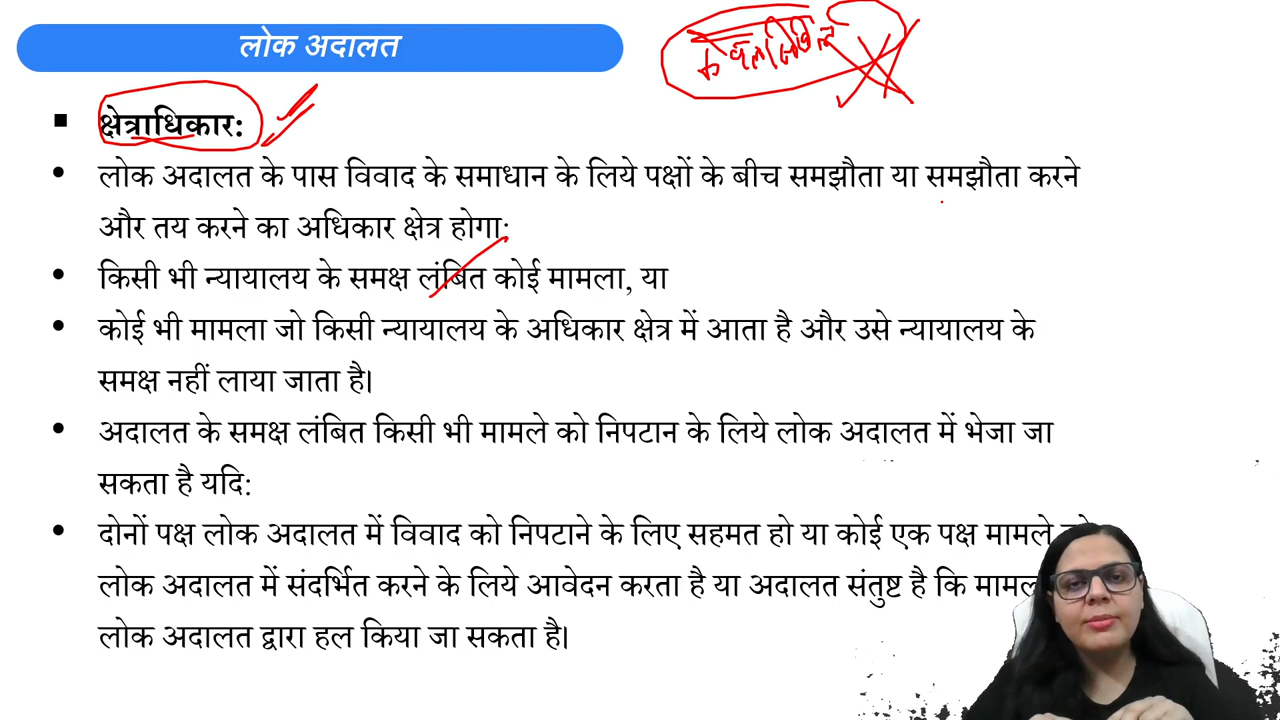 लोक अदालत
केवल लंबित
▪ क्षेत्राधिकार:
• लोक अदालत के पास विवाद के समाधान के लिये पक्षों के बीच समझौता या समझौता करने
और तय करने का अधिकार क्षेत्र होगा:
• किसी भी न्यायालय के समक्ष लंबित कोई मामला, या
• कोई भी मामला जो किसी न्यायालय के अधिकार क्षेत्र में आता है और उसे न्यायालय के
समक्ष नहीं लाया जाता है।
• अदालत के समक्ष लंबित किसी भी मामले को निपटान के लिये लोक अदालत में भेजा जा
सकता है यदि:
• दोनों पक्ष लोक अदालत में विवाद को निपटाने के लिए सहमत हो या कोई एक पक्ष मामले
लोक अदालत में संदर्भित करने के लिये आवेदन करता है या अदालत संतुष्ट है कि
लोक अदालत द्वारा हल किया जा सकता है।